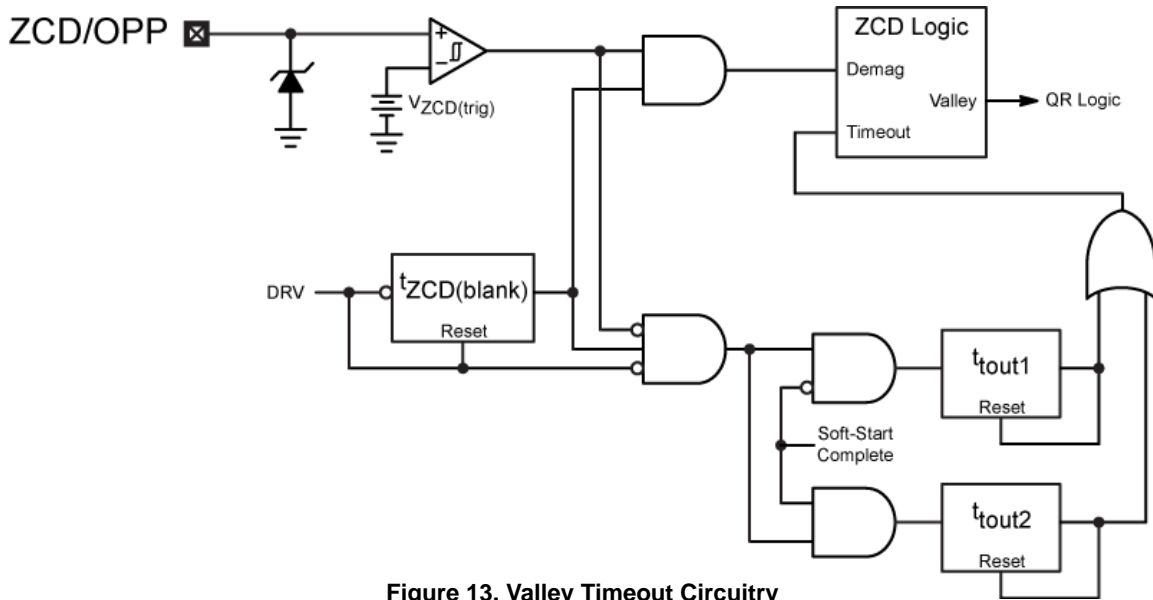 ZCD/OPP
+
–
VZCD(trig)
ZCD Logic
Demag
Valley
Timeout
QR Logic
DRV
tZCD(blank)
Reset
ttout1
Reset
Soft-Start
Complete
ttout2
Reset
Figure 13. Valley Timeout Circuitry